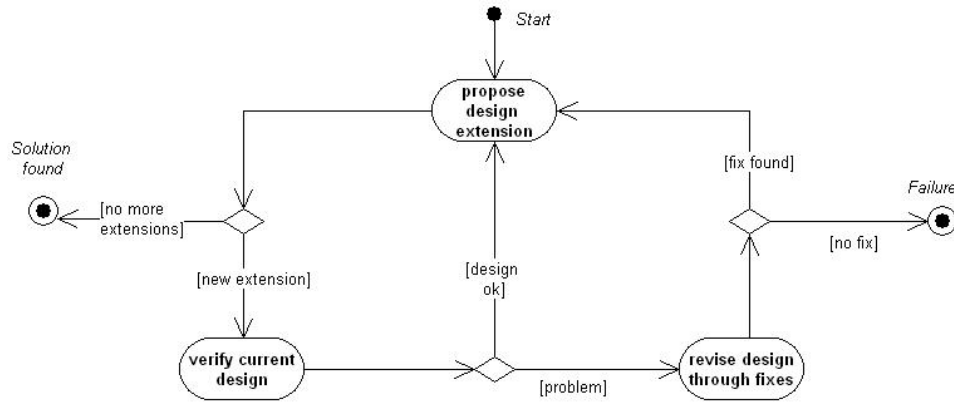 Start
propose
design
extension
Solution
found
[no more
extensions]
[fix found]
Failure
[no fix]
[new extension]
[design
ok]
verify current
design
[problem]
revise design
through fixes